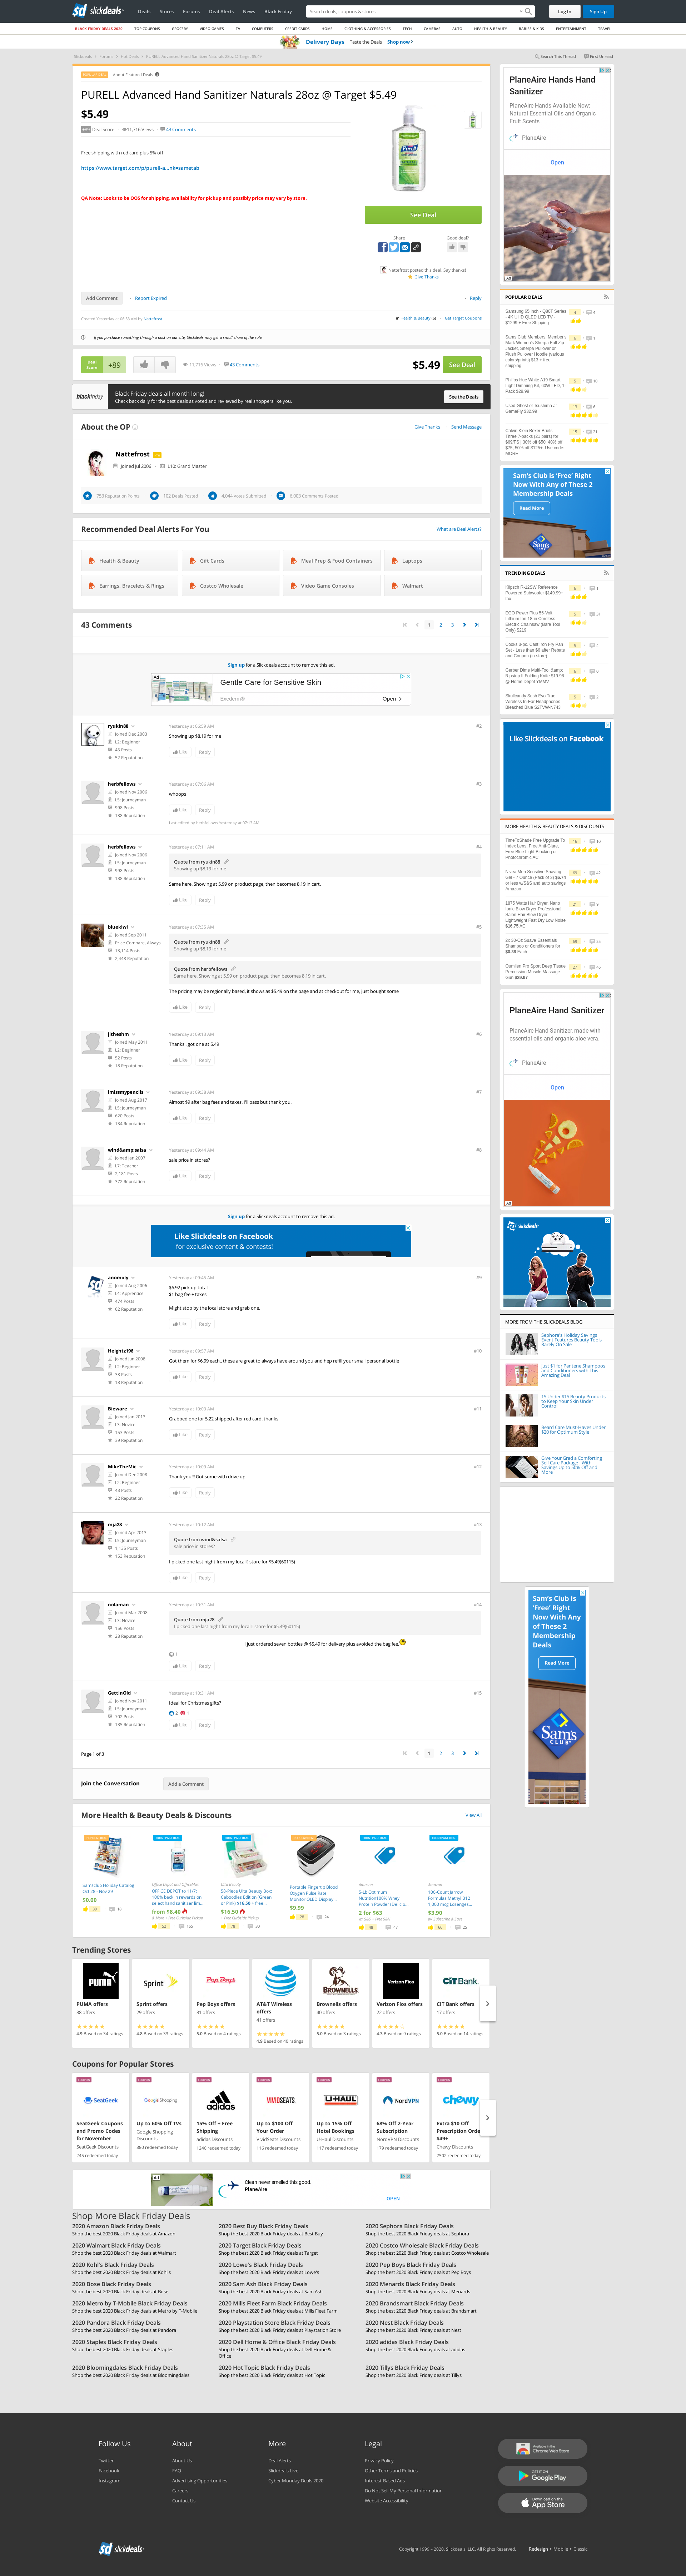 slickdeals
Deals Stores Forums Deal Alerts News Black Friday
Search deals, coupons & stores
Log In
Sign Up
BLACK FRIDAY DEALS 2020 TOP COUPONS GROCERY VIDEO GAMES TV COMPUTERS CREDIT CARDS HOME CLOTHING & ACCESSORIES TECH CAMERAS AUTO HEALTH & BEAUTY BABIES & KIDS ENTERTAINMENT TRAVEL
Delivery Days Taste the Deals Shop now
Slickdeals Forums Hot Deals PURELL Advanced Hand Sanitizer Naturals 28oz @ Target $5.49
Search This Thread First Unread
About Featured Deals
PURELL Advanced Hand Sanitizer Naturals 28oz @ Target $5.49
$5.49
+89 Deal Score 11,716 Views 43 Comments
Free shipping with red card plus 5% off
https://www.target.com/p/purell-a...nk=sametab
QA Note: Looks to be OOS for shipping, availability for pickup and possibly price may vary by store.
See Deal
Share
Good deal?
Nattefrost posted this deal. Say thanks!
Give Thanks
Add Comment Report Expired Reply
Created Yesterday at 06:53 AM by Nattefrost
in Health & Beauty (6) Get Target Coupons
If you purchase something through a post on our site, Slickdeals may get a small share of the sale.
Deal Score +89 11,716 Views 43 Comments $5.49 See Deal
blackfriday
Black Friday deals all month long!
Check back daily for the best deals as voted and reviewed by real shoppers like you.
See the Deals
About the OP
Give Thanks Send Message
Nattefrost
Joined Jul 2006 L10: Grand Master
753 Reputation Points 102 Deals Posted 4,044 Votes Submitted 6,803 Comments Posted
Recommended Deal Alerts For You
What are Deal Alerts?
Health & Beauty
Gift Cards
Meal Prep & Food Containers
Laptops
Earrings, Bracelets & Rings
Costco Wholesale
Video Game Consoles
Walmart
43 Comments
1 2 3
Sign up for a Slickdeals account to remove this ad.
Ad
Gentle Care for Sensitive Skin
Exederm®
Open
ryukin88
Joined Dec 2003
L2: Beginner
45 Posts
52 Reputation
Yesterday at 06:59 AM
#2
Showing up $8.19 for me
Like Reply
herbfellows
Joined Nov 2006
L5: Journeyman
998 Posts
138 Reputation
Yesterday at 07:06 AM
#3
whoops
Like Reply
Last edited by herbfellows Yesterday at 07:13 AM
herbfellows
Joined Nov 2006
L5: Journeyman
998 Posts
138 Reputation
Yesterday at 07:11 AM
#4
Quote from ryukin88
Showing up $8.19 for me
Same here. Showing at 5.99 on product page, then becomes 8.19 in cart.
Like Reply
bluekiwi
Joined Sep 2011
Price Compare, Always
13,114 Posts
2,468 Reputation
Yesterday at 07:35 AM
#5
Quote from ryukin88
Showing up $8.19 for me
Quote from herbfellows
Same here. Showing at 5.99 on product page, then becomes 8.19 in cart.
The pricing may be regionally based, it shows as $5.49 on the page and at checkout for me, just bought some
Like Reply
jitheshm
Joined May 2011
L2: Beginner
52 Posts
18 Reputation
Yesterday at 09:13 AM
#6
Thanks.. got one at 5.49
Like Reply
imissmypencils
Joined Aug 2017
L5: Journeyman
620 Posts
134 Reputation
Yesterday at 09:38 AM
#7
Almost $9 after bag fees and taxes. I'll pass but thank you.
Like Reply
wind&amp;salsa
Joined Jan 2007
L7: Teacher
2,181 Posts
372 Reputation
Yesterday at 09:44 AM
#8
sale price in stores?
Like Reply
Sign up for a Slickdeals account to remove this ad.
Like Slickdeals on Facebook
for exclusive content & contests!
anomoly
Joined Aug 2006
L4: Apprentice
474 Posts
62 Reputation
Yesterday at 09:45 AM
#9
$6.92 pick up total
$1 bag fee + taxes
Might stop by the local store and grab one.
Like Reply
Heightz196
Joined Jun 2008
L2: Beginner
38 Posts
18 Reputation
Yesterday at 09:57 AM
#10
Got them for $6.99 each., these are great to always have around you and hep refill your small personal bottle
Like Reply
Bieware
Joined Jan 2013
L3: Novice
153 Posts
39 Reputation
Yesterday at 10:03 AM
#11
Grabbed one for 5.22 shipped after red card. thanks
Like Reply
MikeTheMic
Joined Dec 2008
L2: Beginner
43 Posts
22 Reputation
Yesterday at 10:09 AM
#12
Thank you!!! Got some with drive up
Like Reply
mja28
Joined Apr 2013
L5: Journeyman
1,135 Posts
153 Reputation
Yesterday at 10:12 AM
#13
Quote from wind&salsa
sale price in stores?
I picked one last night from my local \ store for $5.49(60115)
Like Reply
nolaman
Joined Mar 2008
L3: Novice
156 Posts
28 Reputation
Yesterday at 10:31 AM
#14
Quote from mja28
I picked one last night from my local \ store for $5.49(60115)
I just ordered seven bottles @ $5.49 for delivery plus avoided the bag fee.
1
Like Reply
GettinOld
Joined Nov 2011
L5: Journeyman
702 Posts
135 Reputation
Yesterday at 10:31 AM
#15
Ideal for Christmas gifts?
2 1
Like Reply
Page 1 of 3
1 2 3
Join the Conversation
Add a Comment
More Health & Beauty Deals & Discounts
View All
Samsclub Holiday Catalog Oct 28 - Nov 29
$0.00
Office Depot and OfficeMax
OFFICE DEPOT to 11/7: 100% back in rewards on select hand sanitizer lim...
From $8.40
Ulta Beauty
58-Piece Ulta Beauty Box: Caboodles Edition (Green or Pink) $16.50 + free...
$16.50
Portable Fingertip Blood Oxygen Pulse Rate Monitor OLED Display...
$9.99
Amazon
5-Lb Optimum Nutrition100% Whey Protein Powder (Delicio...
2 for $63
Amazon
100-Count Jarrow Formulas Methyl B12 1,000 mcg Lozenges...
$3.90
w/ Subscribe & Save
Trending Stores
PUMA offers
38 offers
4.9 Based on 34 ratings
Sprint offers
29 offers
4.8 Based on 23 ratings
Pep Boys offers
31 offers
5.0 Based on 4 ratings
AT&T Wireless offers
41 offers
4.9 Based on 40 ratings
Brownells offers
40 offers
5.0 Based on 3 ratings
Verizon Fios offers
22 offers
4.3 Based on 9 ratings
CIT Bank offers
17 offers
5.0 Based on 14 ratings
Coupons for Popular Stores
SeatGeek Coupons and Promo Codes for November
SeatGeek Discounts
245 redeemed today
Up to 60% Off TVs
Google Shopping Discounts
880 redeemed today
15% Off + Free Shipping
adidas Discounts
1240 redeemed today
Up to $100 Off Your Order
VividSeats Discounts
116 redeemed today
Up to 15% Off Hotel Bookings
U-Haul Discounts
117 redeemed today
68% Off 2-Year Subscription
NordVPN Discounts
179 redeemed today
Extra $10 Off Prescription Orders $49+
Chewy Discounts
2502 redeemed today
Ad
Clean never smelled this good.
PlaneAire
OPEN
Shop More Black Friday Deals
2020 Amazon Black Friday Deals
Shop the best 2020 Black Friday deals at Amazon
2020 Best Buy Black Friday Deals
Shop the best 2020 Black Friday deals at Best Buy
2020 Sephora Black Friday Deals
Shop the best 2020 Black Friday deals at Sephora
2020 Walmart Black Friday Deals
Shop the best 2020 Black Friday deals at Walmart
2020 Target Black Friday Deals
Shop the best 2020 Black Friday deals at Target
2020 Costco Wholesale Black Friday Deals
Shop the best 2020 Black Friday deals at Costco Wholesale
2020 Kohl's Black Friday Deals
Shop the best 2020 Black Friday deals at Kohl's
2020 Lowe's Black Friday Deals
Shop the best 2020 Black Friday deals at Lowe's
2020 Pep Boys Black Friday Deals
Shop the best 2020 Black Friday deals at Pep Boys
2020 Bose Black Friday Deals
Shop the best 2020 Black Friday deals at Bose
2020 Sam Ash Black Friday Deals
Shop the best 2020 Black Friday deals at Sam Ash
2020 Menards Black Friday Deals
Shop the best 2020 Black Friday deals at Menards
2020 Metro by T-Mobile Black Friday Deals
Shop the best 2020 Black Friday deals at Metro by T-Mobile
2020 Mills Fleet Farm Black Friday Deals
Shop the best 2020 Black Friday deals at Mills Fleet Farm
2020 Brandsmart Black Friday Deals
Shop the best 2020 Black Friday deals at Brandsmart
2020 Pandora Black Friday Deals
Shop the best 2020 Black Friday deals at Pandora
2020 Playstation Store Black Friday Deals
Shop the best 2020 Black Friday deals at Playstation Store
2020 Nest Black Friday Deals
Shop the best 2020 Black Friday deals at Nest
2020 Staples Black Friday Deals
Shop the best 2020 Black Friday deals at Staples
2020 Dell Home & Office Black Friday Deals
Shop the best 2020 Black Friday deals at Dell Home & Office
2020 adidas Black Friday Deals
Shop the best 2020 Black Friday deals at adidas
2020 Bloomingdales Black Friday Deals
Shop the best 2020 Black Friday deals at Bloomingdales
2020 Hot Topic Black Friday Deals
Shop the best 2020 Black Friday deals at Hot Topic
2020 Tillys Black Friday Deals
Shop the best 2020 Black Friday deals at Tillys
PlaneAire Hands Hand Sanitizer
PlaneAire Hands Available Now: Natural Essential Oils and Organic Fruit Scents
PlaneAire
Open
Ad
POPULAR DEALS
Samsung 65 inch - Q80T Series - 4K UHD QLED LED TV - $1299 + Free Shipping
Sams Club Members: Member's Mark Women's Sherpa Full Zip Jacket, Sherpa Pullover or Plush Pullover Hoodie (various colors/prints) $13 + free shipping
Philips Hue White A19 Smart Light Dimming Kit, 60W LED, 1-Pack $29.99
Used Ghost of Tsushima at GameFly $32.99
Calvin Klein Boxer Briefs - Three 7-packs (21 pairs) for $69/FS | 30% off $50, 40% off $75, 50% off $125+. Use code MORE
Sam's Club is 'Free' Right Now With Any of These 2 Membership Deals
Read More
TRENDING DEALS
Klipsch R-12SW Reference Powered Subwoofer $149.99+ tax
EGO Power Plus 56-Volt Lithium Ion 18-in Cordless Electric Chainsaw (Bare Tool Only) $219
Cooks 3-pc. Cast Iron Fry Pan Set - Less than $8 after Rebate and Coupon (in-store)
Gerber Dime Multi-Tool &amp; Ripstop II Folding Knife $19.98 @ Home Depot YMMV
Skullcandy Sesh Evo True Wireless In-Ear Headphones Bleached Blue S2TVW-N743
Like Slickdeals on Facebook
MORE HEALTH & BEAUTY DEALS & DISCOUNTS
TimeToShade Free Upgrade To Index Lens, Free Anti-Glare, Free Blue Light Blocking or Photochromic AC
Nivea Men Sensitive Shaving Gel - 7 Ounce (Pack of 3) $6.74 or less w/S&S and auto savings Amazon
1875 Watts Hair Dryer, Nano Ionic Blow Dryer Professional Salon Hair Blow Dryer Lightweight Fast Dry Low Noise $16.75 AC
2x 30-Oz Suave Essentials Shampoo or Conditioners for $0.38 Each
Ownden Pro Sport Deep Tissue Percussion Muscle Massage Gun $29.97
PlaneAire Hand Sanitizer
PlaneAire Hand Sanitizer, made with essential oils and organic aloe vera.
PlaneAire
Open
Ad
slickdeals
MORE FROM THE SLICKDEALS BLOG
Sephora's Holiday Savings Event Features Beauty Tools Rarely On Sale
Just $1 for Pantene Shampoos and Conditioners with This Amazing Deal
15 Under $15 Beauty Products to Keep Your Skin Under Control
Beard Care Must-Haves Under $20 for Optimum Style
Give Your Grad a Comforting Self Care Package - With Savings Up to 50% Off and More
Sam's Club is 'Free' Right Now With Any of These 2 Membership Deals
Read More
Sam's CLUB
Follow Us
Twitter
Facebook
Instagram
About
About Us
FAQ
Advertising Opportunities
Careers
Contact Us
More
Deal Alerts
Slickdeals Live
Cyber Monday Deals 2020
Legal
Privacy Policy
Other Terms and Policies
Interest-Based Ads
Do Not Sell My Personal Information
Website Accessibility
Available in the Chrome Web Store
GET IT ON Google Play
Download on the App Store
slickdeals
Copyright 1999 - 2020. Slickdeals, LLC. All Rights Reserved. Redesign • Mobile • Classic